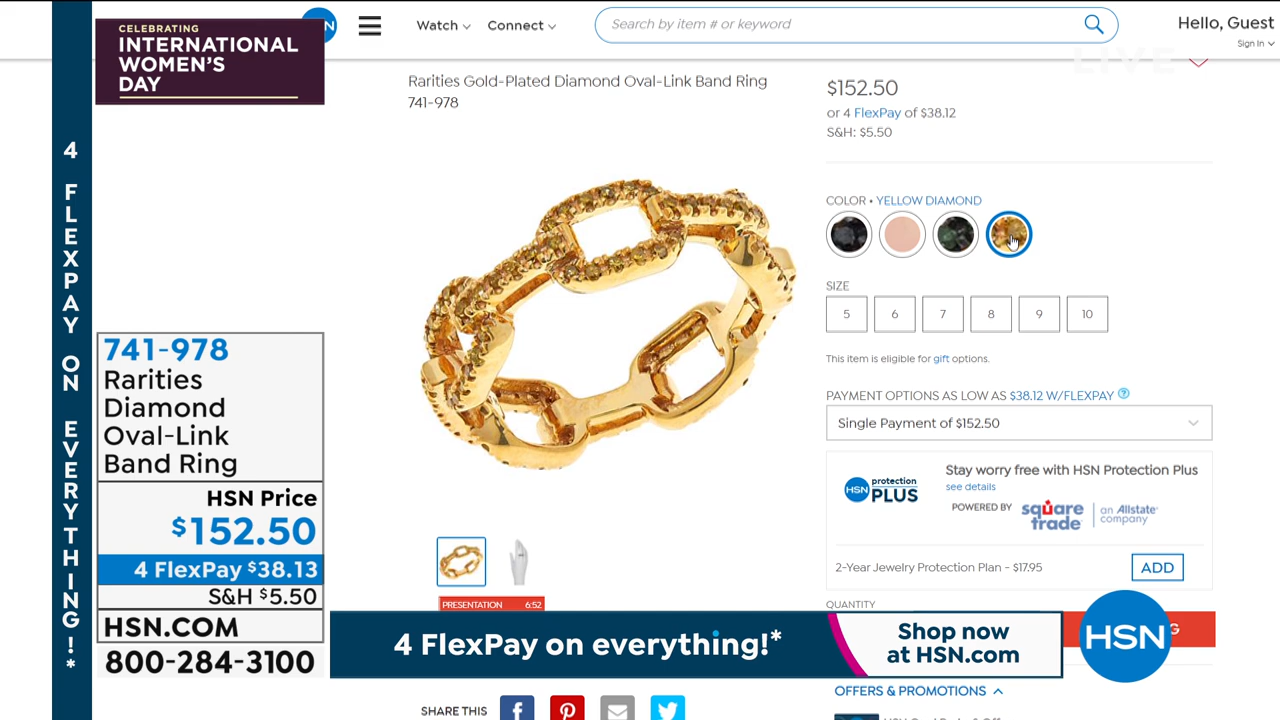 CELEBRATING
INTERNATIONAL
WOMEN'S
DAY
4 FLEXPAY ON EVERYTHING!*
Watch
Connect
Search by item # or keyword
Hello, Guest
Sign In
LIVE
Rarities Gold-Plated Diamond Oval-Link Band Ring
741-978
$152.50
or 4 FlexPay of $38.12
S&H: $5.50
COLOR • YELLOW DIAMOND
SIZE
5 6 7 8 9 10
This item is eligible for gift options.
PAYMENT OPTIONS AS LOW AS $38.12 W/FLEXPAY ?
Single Payment of $152.50
HSN protection PLUS
Stay worry free with HSN Protection Plus
see details
POWERED BY square trade an Allstate company
2-Year Jewelry Protection Plan - $17.95
ADD
QUANTITY
741-978
Rarities
Diamond
Oval-Link
Band Ring
HSN Price
$152.50
4 FlexPay $38.13
S&H $5.50
HSN.COM
800-284-3100
PRESENTATION 6:52
4 FlexPay on everything!*
Shop now
at HSN.com
HSN
OFFERS & PROMOTIONS
SHARE THIS